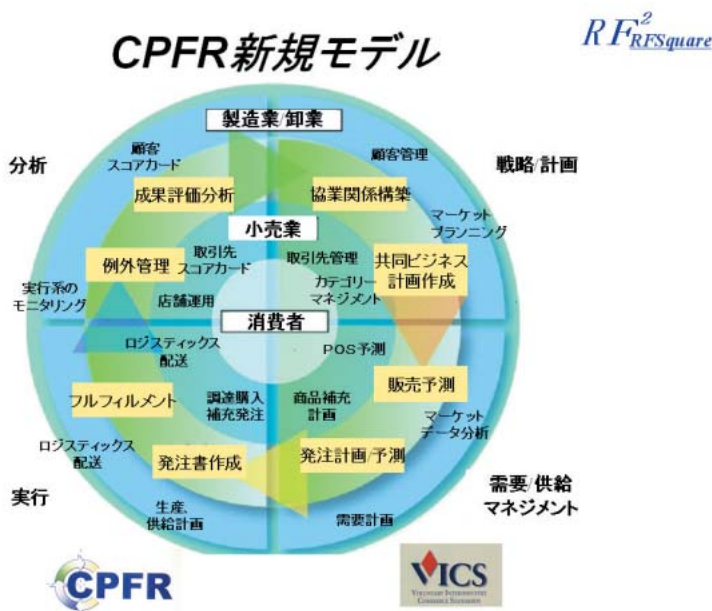 CPFR新規モデル
RF²
RFSquare
製造業/卸業
分析
顧客
スコアカード
顧客管理
戦略/計画
成果評価分析
協業関係構築
マーケット
プランニング
小売業
例外管理
取引先
スコアカード
取引先管理
共同ビジネス
計画作成
カテゴリー
マネジメント
実行系の
モニタリング
店舗運用
消費者
ロジスティックス
配送
POS予測
フルフィルメント
調達購入
補充発注
商品補充
計画
販売予測
マーケット
データ分析
ロジスティックス
配送
発注書作成
発注計画/予測
実行
生産、
供給計画
需要計画
需要/供給
マネジメント
CPFR
VICS
VOLUNTARY INTERINDUSTRY
COMMERCE STANDARDS